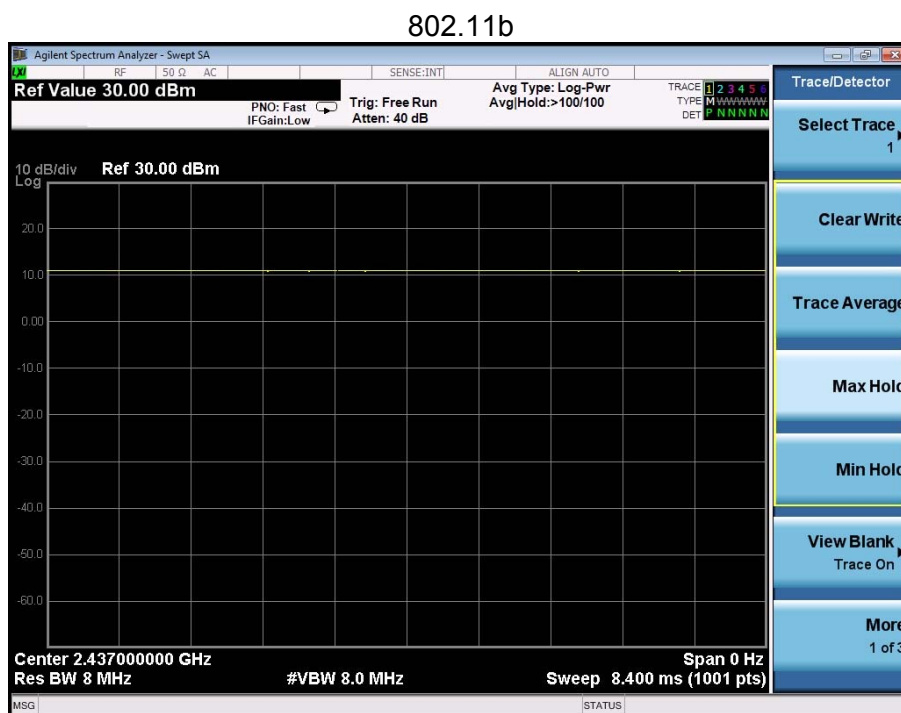 802.11b
Agilent Spectrum Analyzer - Swept SA
LXI RF 50 Ω AC SENSE:INT ALIGN AUTO
Ref Value 30.00 dBm
PNO: Fast
IFGain:Low
Trig: Free Run
Atten: 40 dB
Avg Type: Log-Pwr
Avg|Hold:>100/100
TRACE 1 2 3 4 5 6
TYPE M WWWWW
DET P N N N N N
Trace/Detector
Select Trace
1
Clear Write
Trace Average
Max Hold
Min Hold
View Blank
Trace On
More
1 of 3
10 dB/div Ref 30.00 dBm
Log
20.0
10.0
0.00
-10.0
-20.0
-30.0
-40.0
-50.0
-60.0
Center 2.437000000 GHz Span 0 Hz
Res BW 8 MHz #VBW 8.0 MHz Sweep 8.400 ms (1001 pts)
MSG STATUS